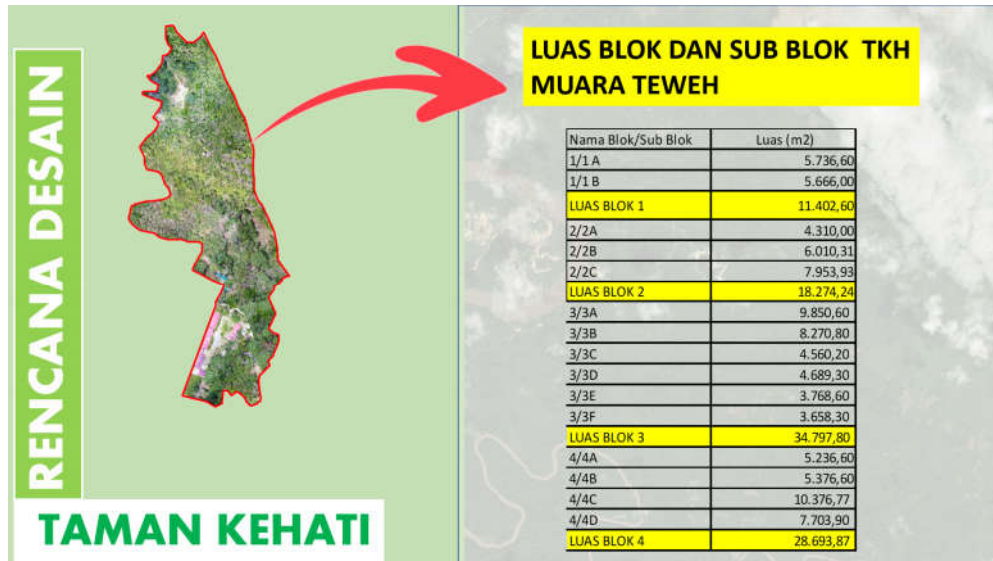 RENCANA DESAIN
TAMAN KEHATI
LUAS BLOK DAN SUB BLOK TKH
MUARA TEWEH
Nama Blok/Sub Blok Luas (m2)
1/1 A 5.736,60
1/1 B 5.666,00
LUAS BLOK 1 11.402,60
2/2A 4.310,00
2/2B 6.010,31
2/2C 7.953,93
LUAS BLOK 2 18.274,24
3/3A 9.850,60
3/3B 8.270,80
3/3C 4.560,20
3/3D 4.689,30
3/3E 3.768,60
3/3F 3.658,30
LUAS BLOK 3 34.797,80
4/4A 5.236,60
4/4B 5.376,60
4/4C 10.376,77
4/4D 7.703,90
LUAS BLOK 4 28.693,87